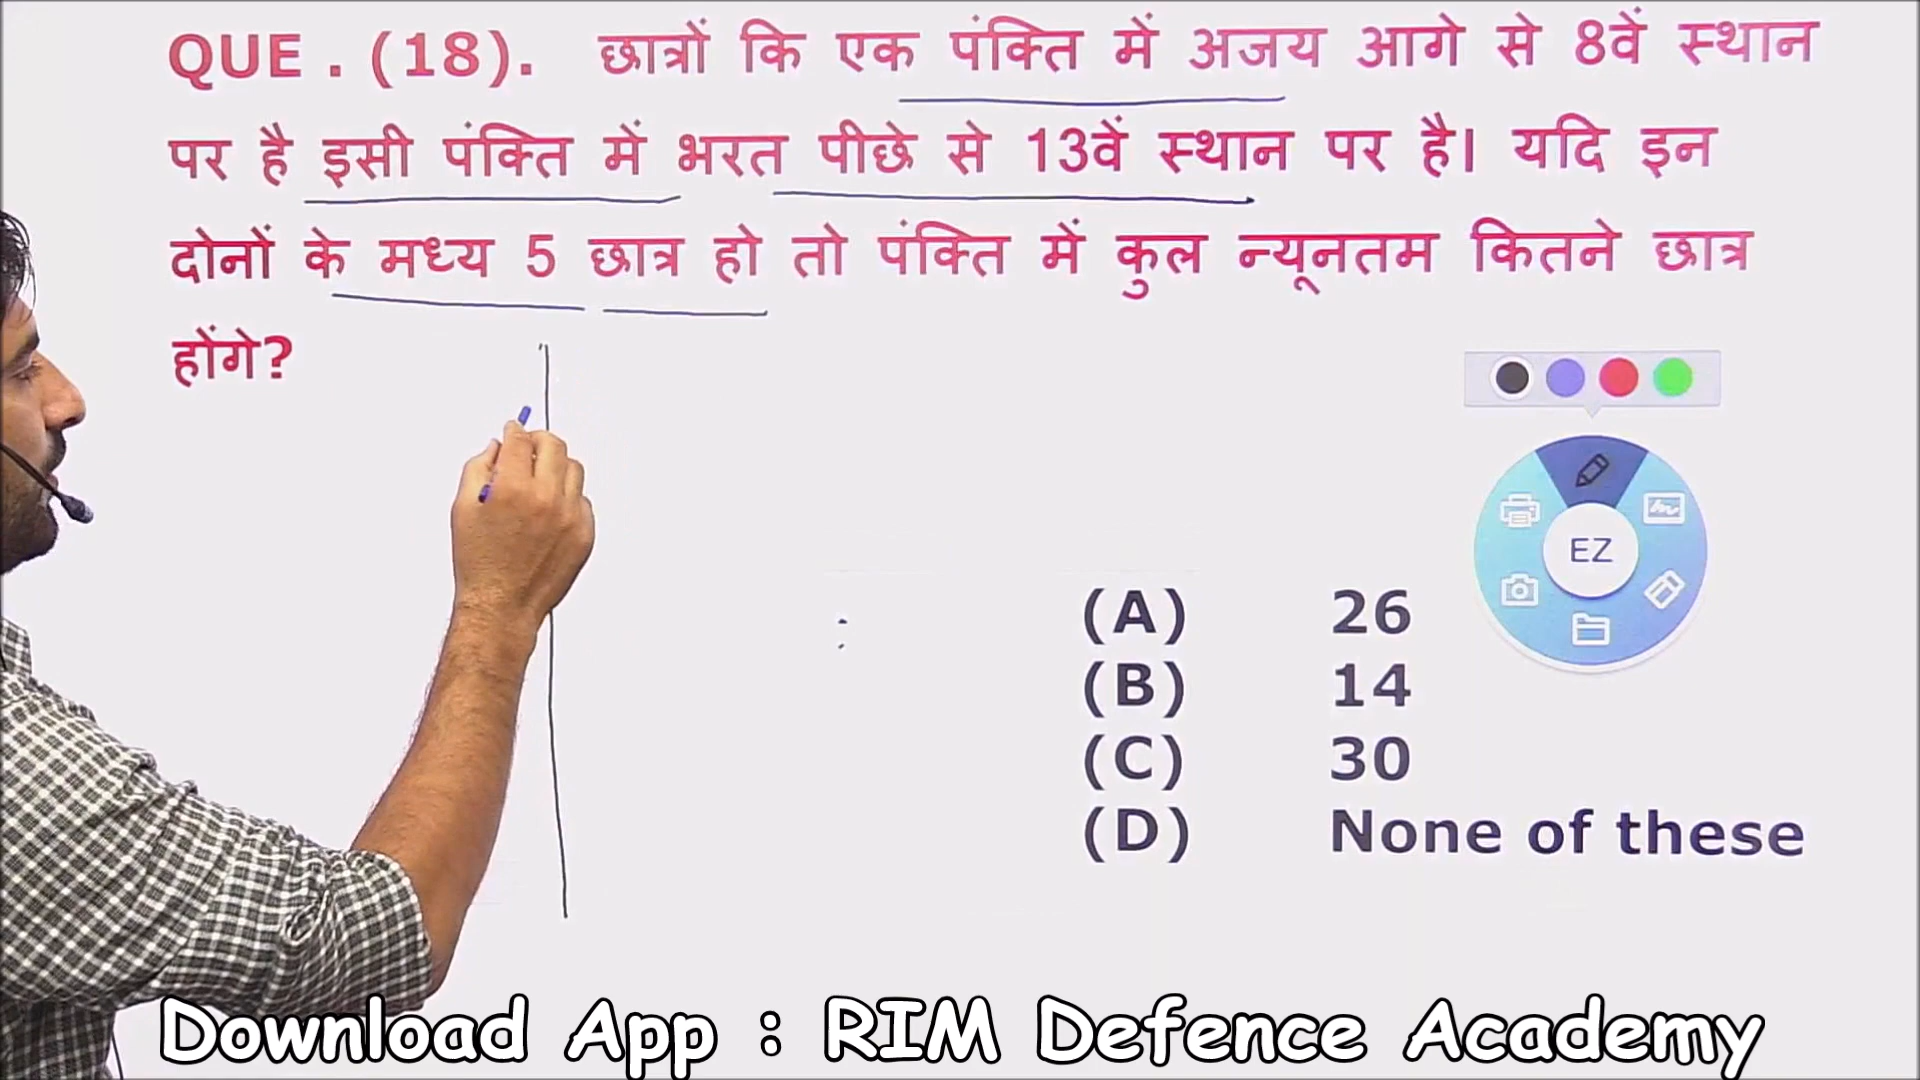 QUE . (18). छात्रों कि एक पंक्ति में अजय आगे से 8वें स्थान
पर है इसी पंक्ति में भरत पीछे से 13वें स्थान पर है। यदि इन
दोनों के मध्य 5 छात्र हो तो पंक्ति में कुल न्यूनतम कितने छात्र
होंगे?
EZ
(A) 26
(B) 14
(C) 30
(D) None of these
Download App : RIM Defence Academy